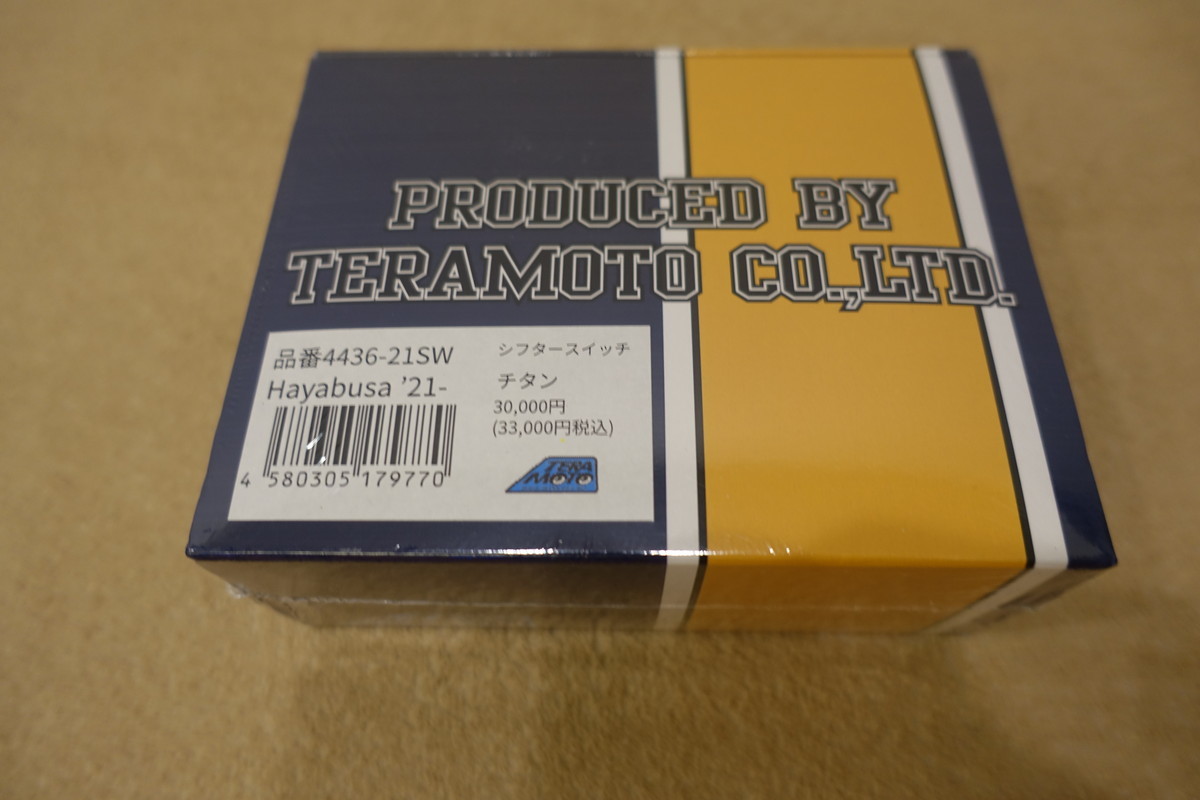 PRODUCED BY
TERAMOTO CO.,LTD.
品番4436-21SW
Hayabusa ’21-
4 580305 179770
シフタースイッチ
チタン
30,000円
(33,000円税込)
TERA
MOTO